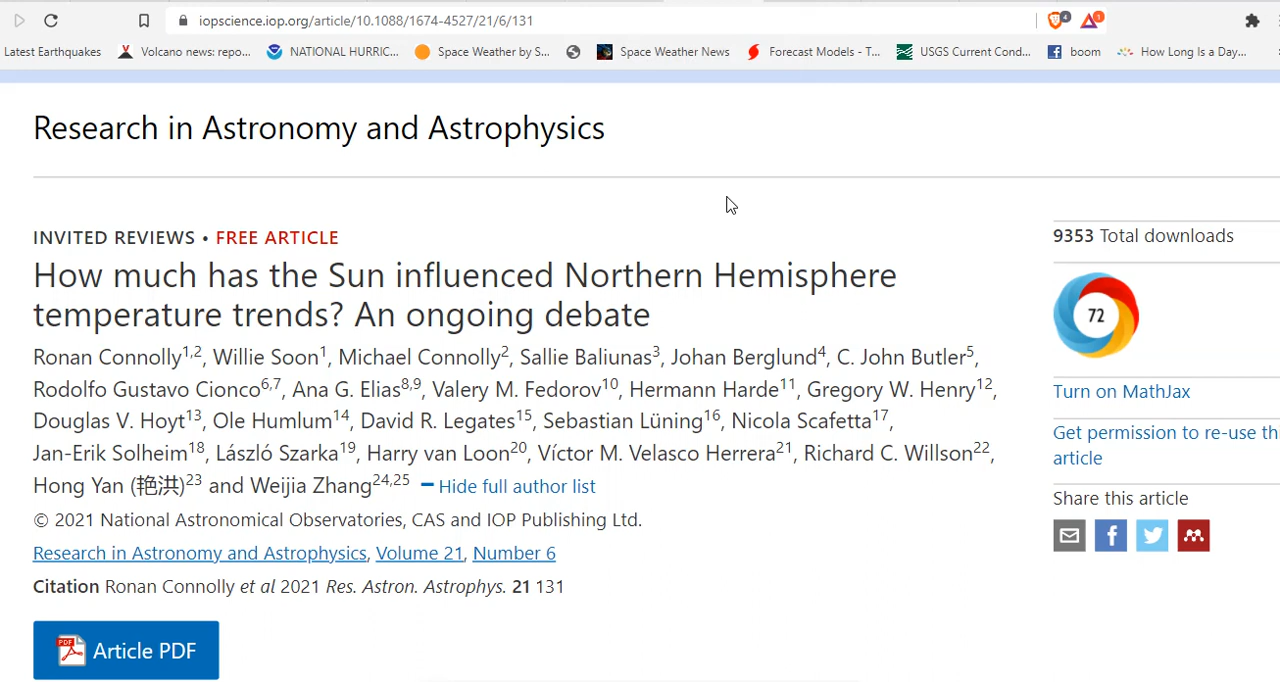 iopscience.iop.org/article/10.1088/1674-4527/21/6/131
4
1
Latest Earthquakes Volcano news: repo... NATIONAL HURRIC... Space Weather by S... Space Weather News Forecast Models - T... USGS Current Cond... boom How Long Is a Day...
Research in Astronomy and Astrophysics
INVITED REVIEWS • FREE ARTICLE
How much has the Sun influenced Northern Hemisphere
temperature trends? An ongoing debate
Ronan Connolly1,2, Willie Soon1, Michael Connolly2, Sallie Baliunas3, Johan Berglund4, C. John Butler5,
Rodolfo Gustavo Cionco6,7, Ana G. Elias8,9, Valery M. Fedorov10, Hermann Harde11, Gregory W. Henry12,
Douglas V. Hoyt13, Ole Humlum14, David R. Legates15, Sebastian Lüning16, Nicola Scafetta17,
Jan-Erik Solheim18, László Szarka19, Harry van Loon20, Víctor M. Velasco Herrera21, Richard C. Willson22,
Hong Yan (艳洪)23 and Weijia Zhang24,25 Hide full author list
© 2021 National Astronomical Observatories, CAS and IOP Publishing Ltd.
Research in Astronomy and Astrophysics, Volume 21, Number 6
Citation Ronan Connolly et al 2021 Res. Astron. Astrophys. 21 131
PDF
Article PDF
9353 Total downloads
72
Turn on MathJax
Get permission to re-use thi
article
Share this article